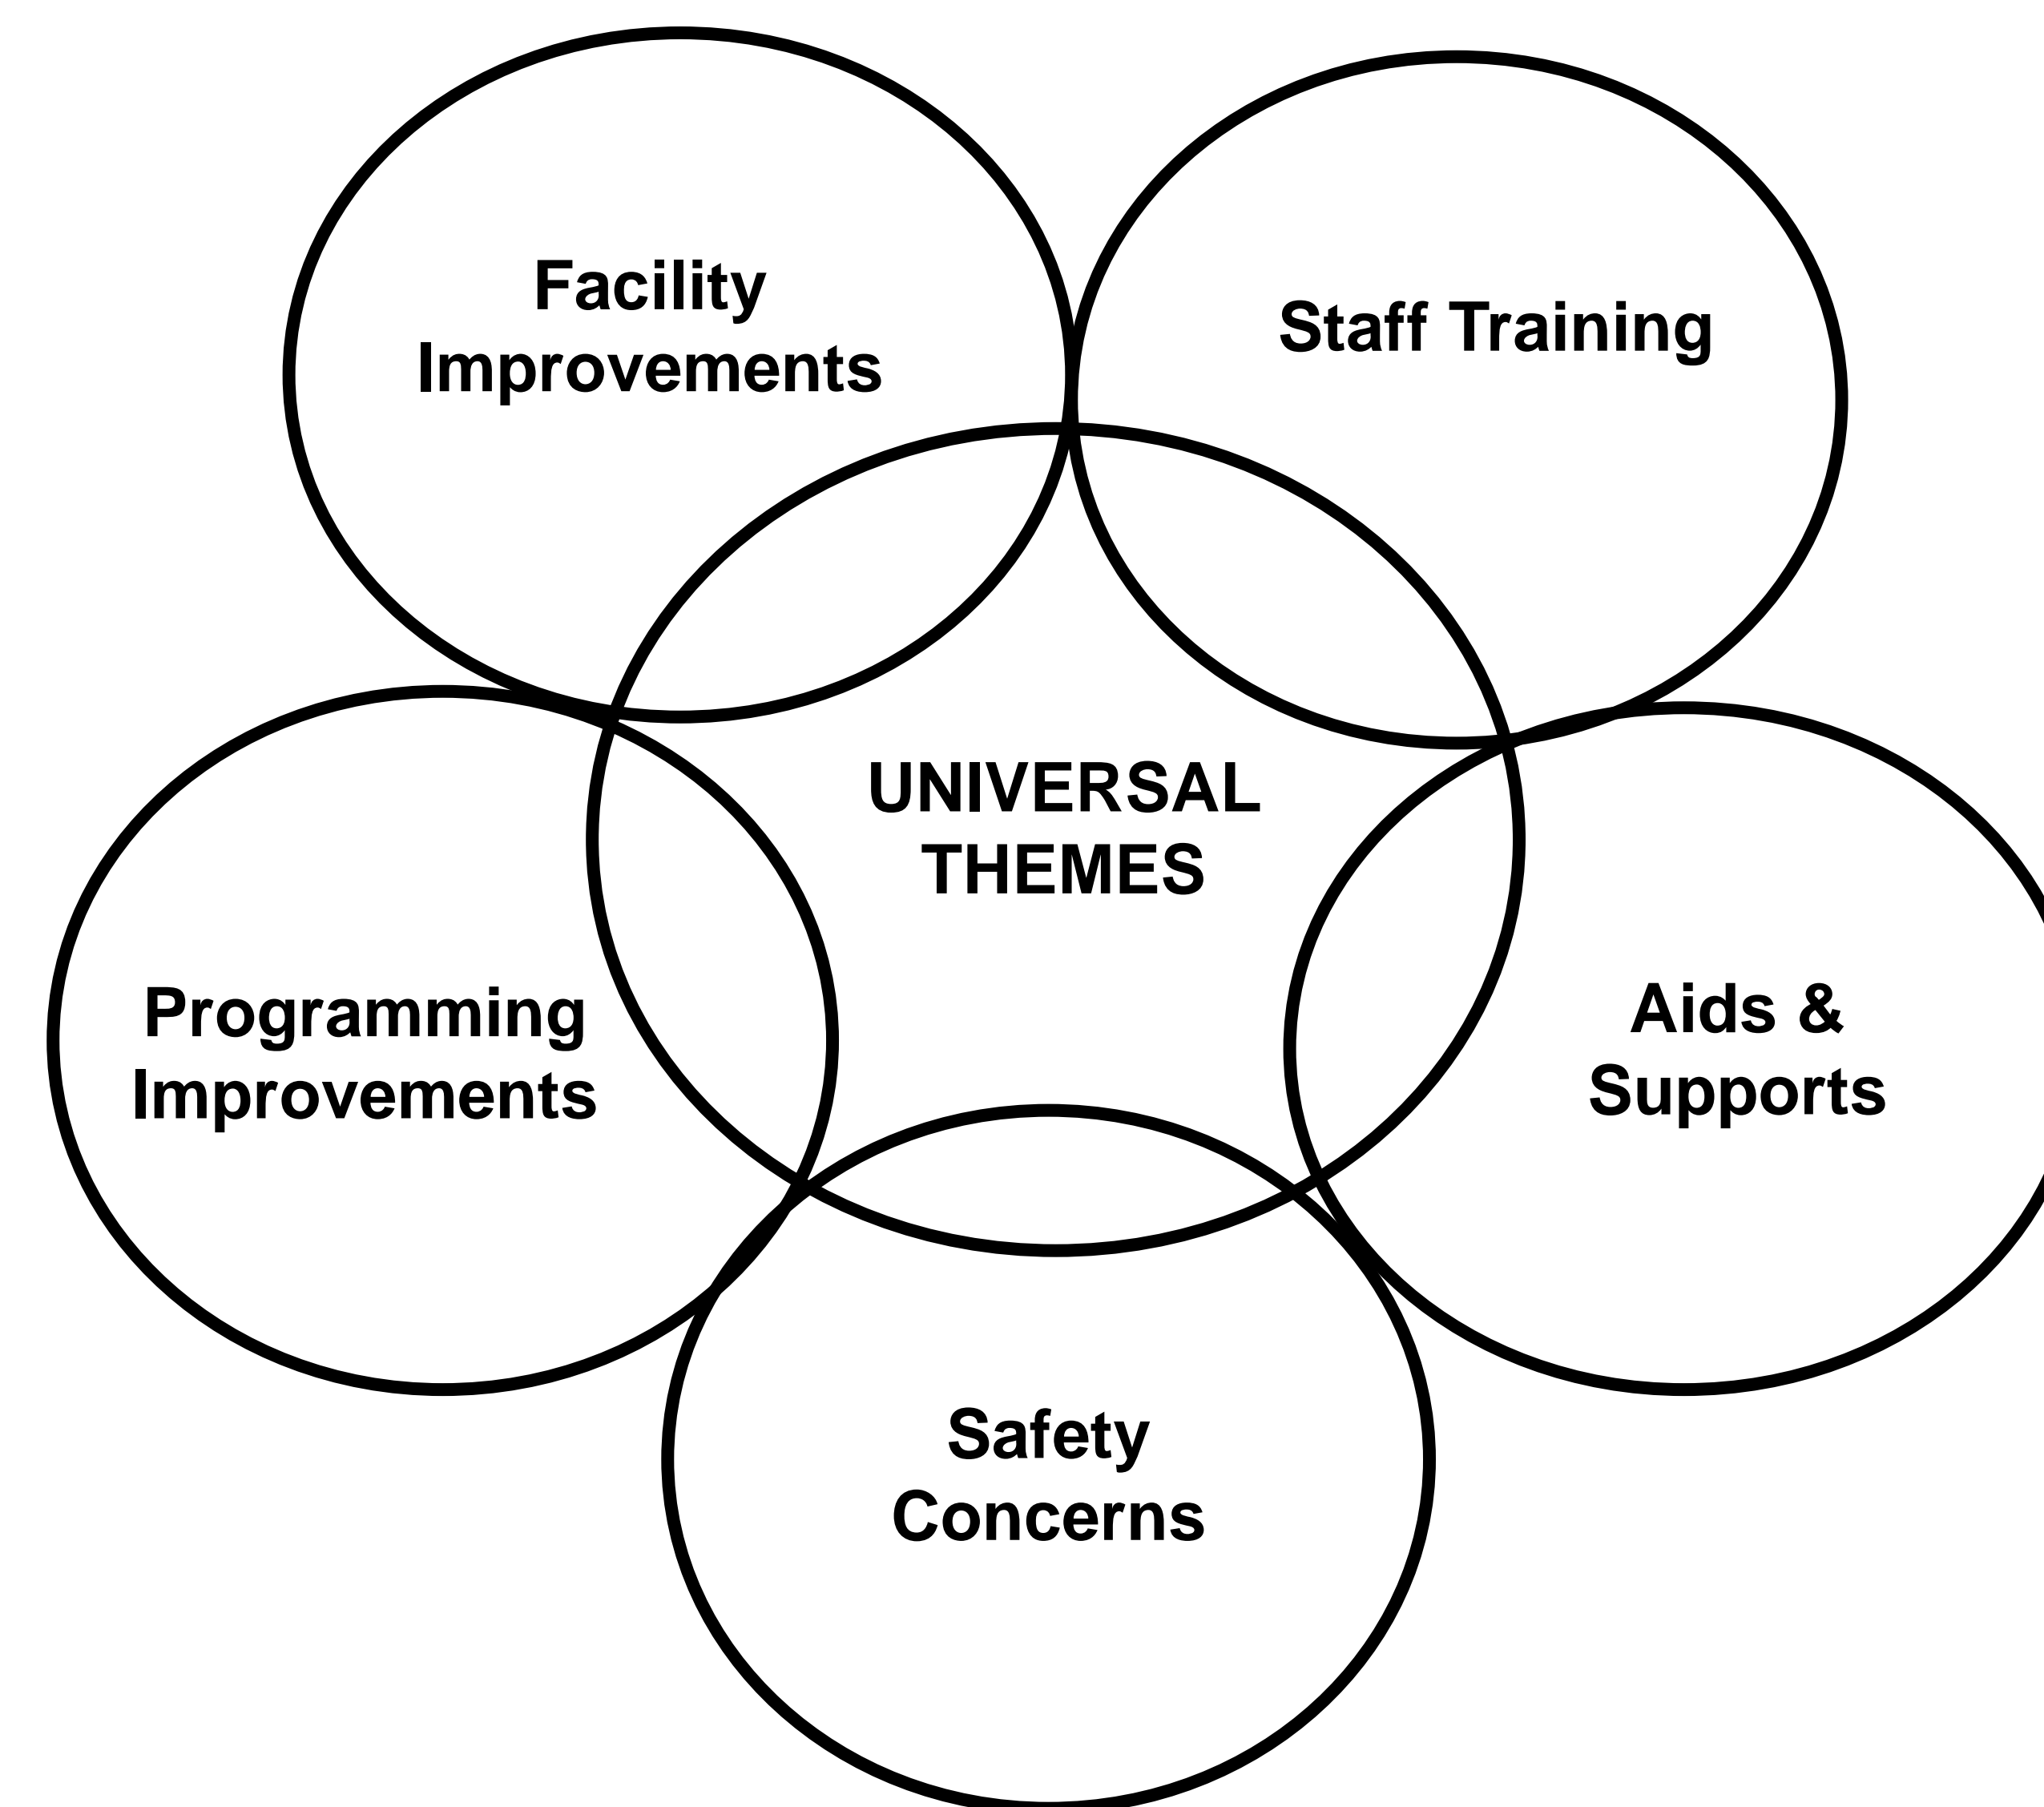 Facility
Improvements
Staff Training
UNIVERSAL
THEMES
Programming
Improvements
Aids &
Supports
Safety
Concerns